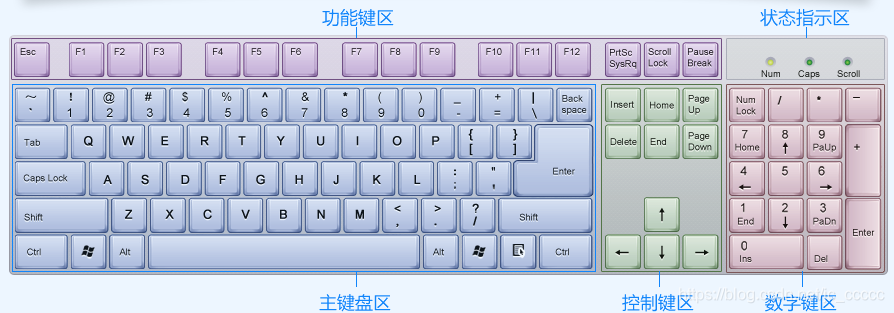 功能键区 状态指示区
Esc F1 F2 F3 F4 F5 F6 F7 F8 F9 F10 F11 F12 PrtSc SysRq Scroll Lock Pause Break Num Caps Scroll
~ ` ! 1 @ 2 # 3 $ 4 % 5 ^ 6 & 7 * 8 ( 9 ) 0 _ - + = | \ Back space Insert Home Page Up Num Lock / * −
Tab Q W E R T Y U I O P { [ } ] Enter Delete End Page Down 7 Home 8 ↑ 9 PaUp +
Caps Lock A S D F G H J K L : ; " , 4 ← 5 6 →
Shift Z X C V B N M < , > . ? / Shift ↑ 1 End 2 ↓ 3 PaDn Enter
Ctrl Alt Alt Ctrl ← ↓ → 0 Ins Del
主键盘区 控制键区 数字键区